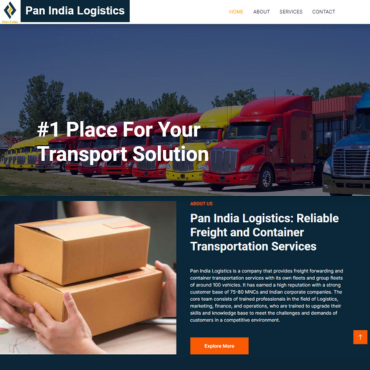 Pan India Logistics
HOME
ABOUT
SERVICES
CONTACT
#1 Place For Your
Transport Solution
ABOUT US
Pan India Logistics: Reliable
Freight and Container
Transportation Services
Pan India Logistics is a company that provides freight forwarding and
container transportation services with its own fleets and group fleets
of around 100 vehicles. It has earned a high reputation with a strong
customer base of 75-80 MNCs and Indian corporate companies. The
core team consists of trained professionals in the field of Logistics,
marketing, finance, and operations, who are trained to upgrade their
skills and knowledge base to meet the challenges and demands of
customers in a competitive environment.
Explore More